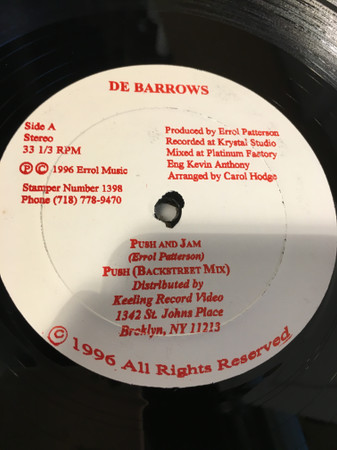 DE BARROWS
Side A
Stereo
33 1/3 RPM
Ⓟ © 1996 Errol Music
Stamper Number 1398
Phone (718) 778-9470
Produced by Errol Patterson
Recorded at Krystal Studio
Mixed at Platinum Factory
Eng Kevin Anthony
Arranged by Carol Hodge
PUSH AND JAM
(Errol Patterson)
PUSH (BACKSTREET MIX)
Distributed by
Keeling Record Video
1342 St. Johns Place
Broklyn, NY 11213
© 1996 All Rights Reserved